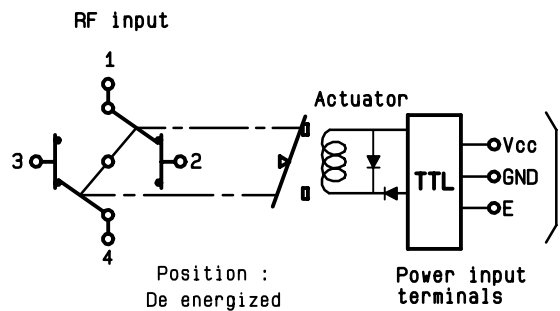 RF input
1
Actuator
3
2
TTL
Vcc
GND
E
4
Position :
De energized
Power input
terminals